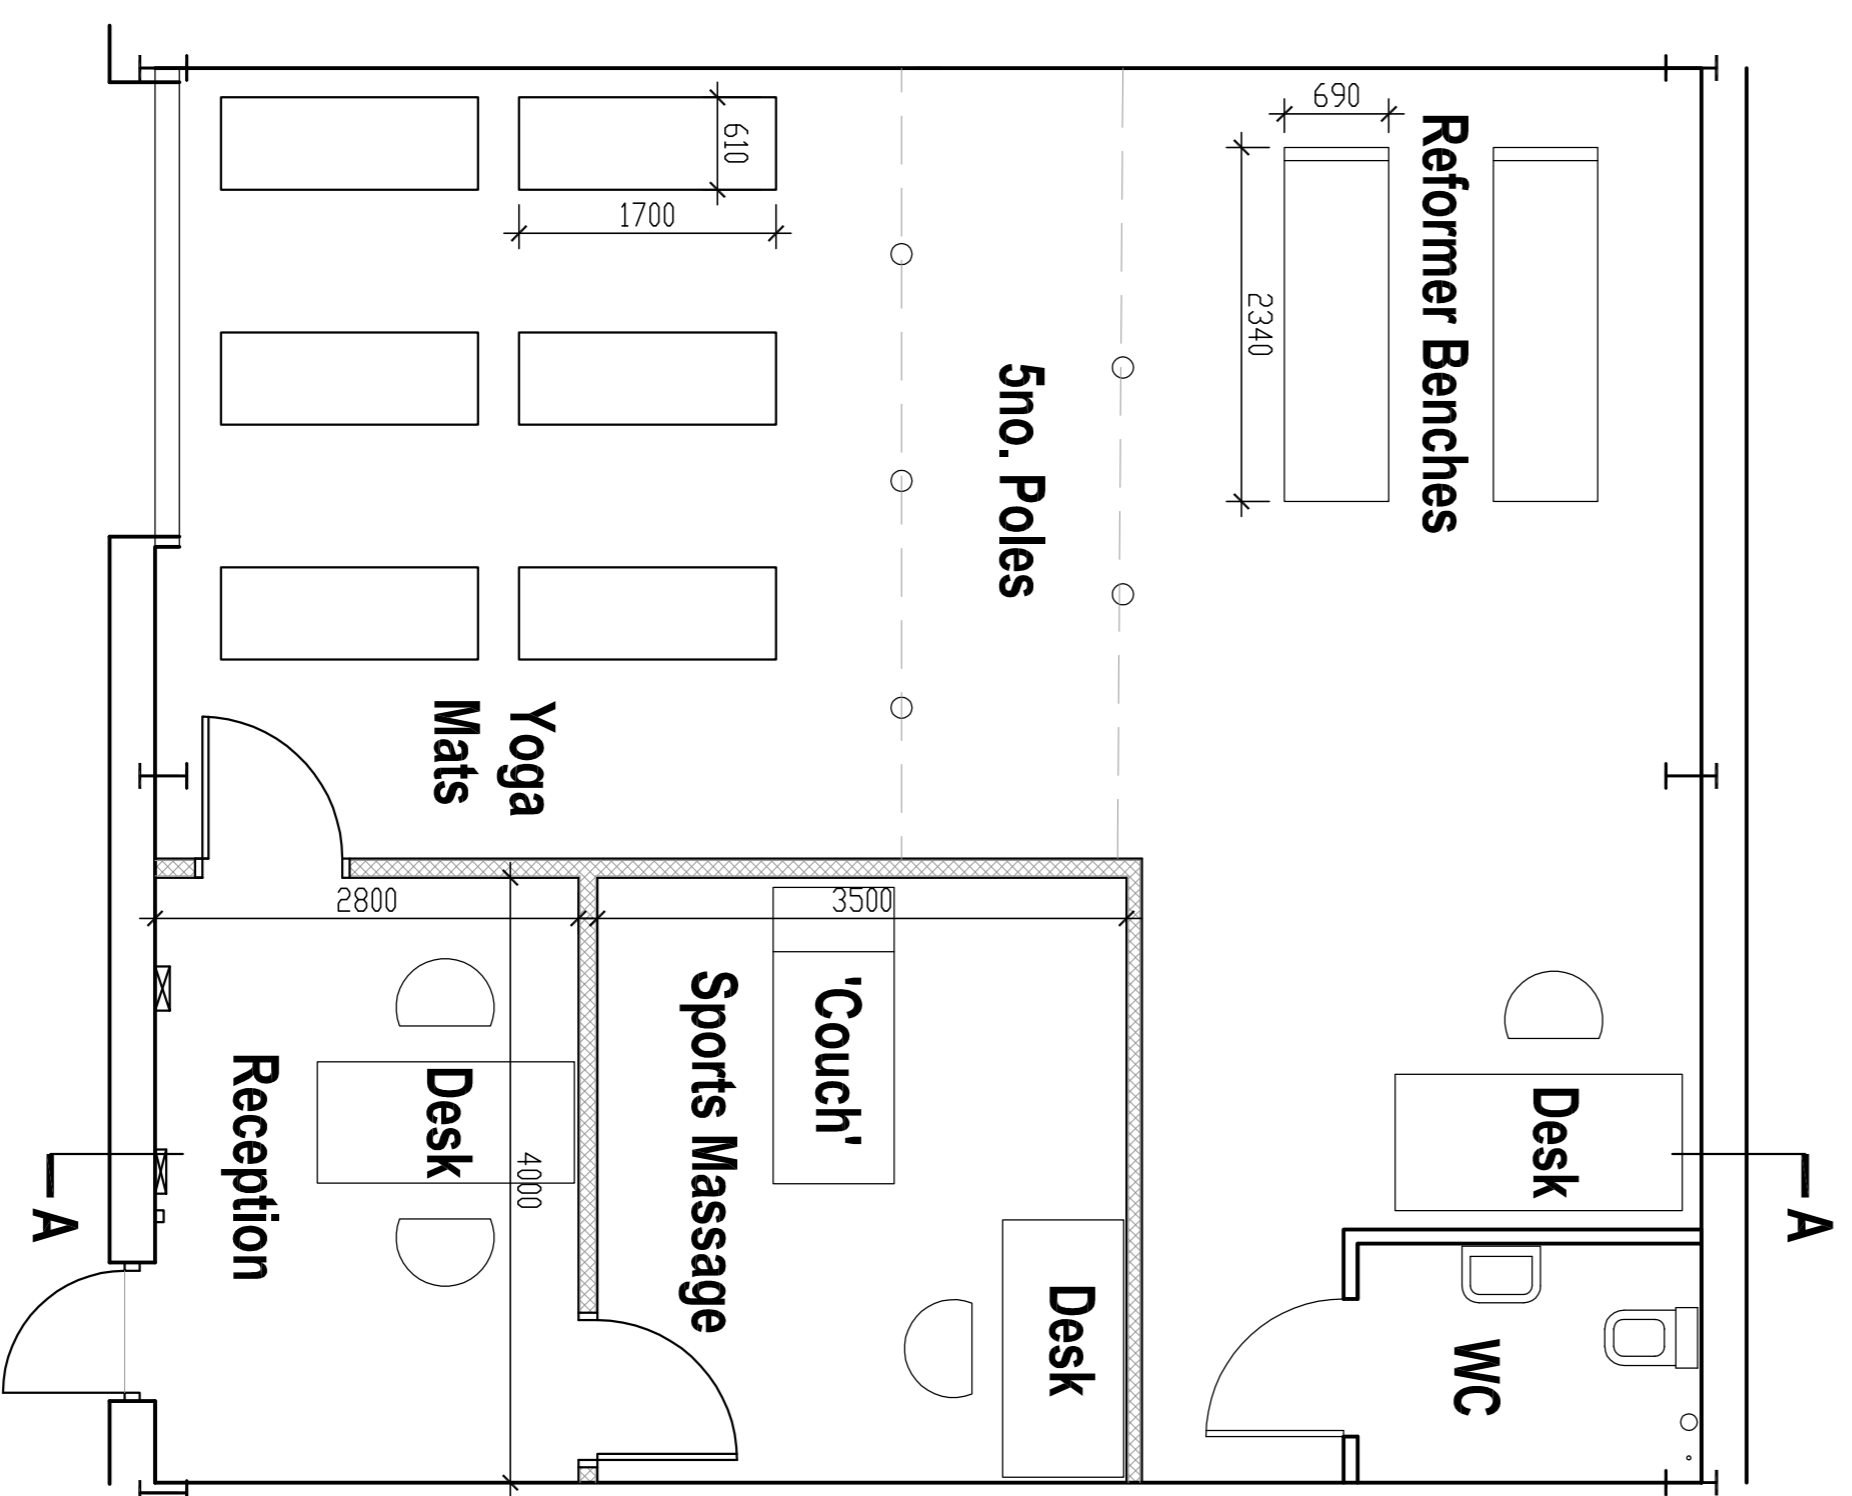 690
Reformer Benches
610
1700
2340
5no. Poles
Yoga
Mats
2800
3500
'Couch'
Sports Massage
Desk
Reception
4000
Desk
Desk
WC
A
A